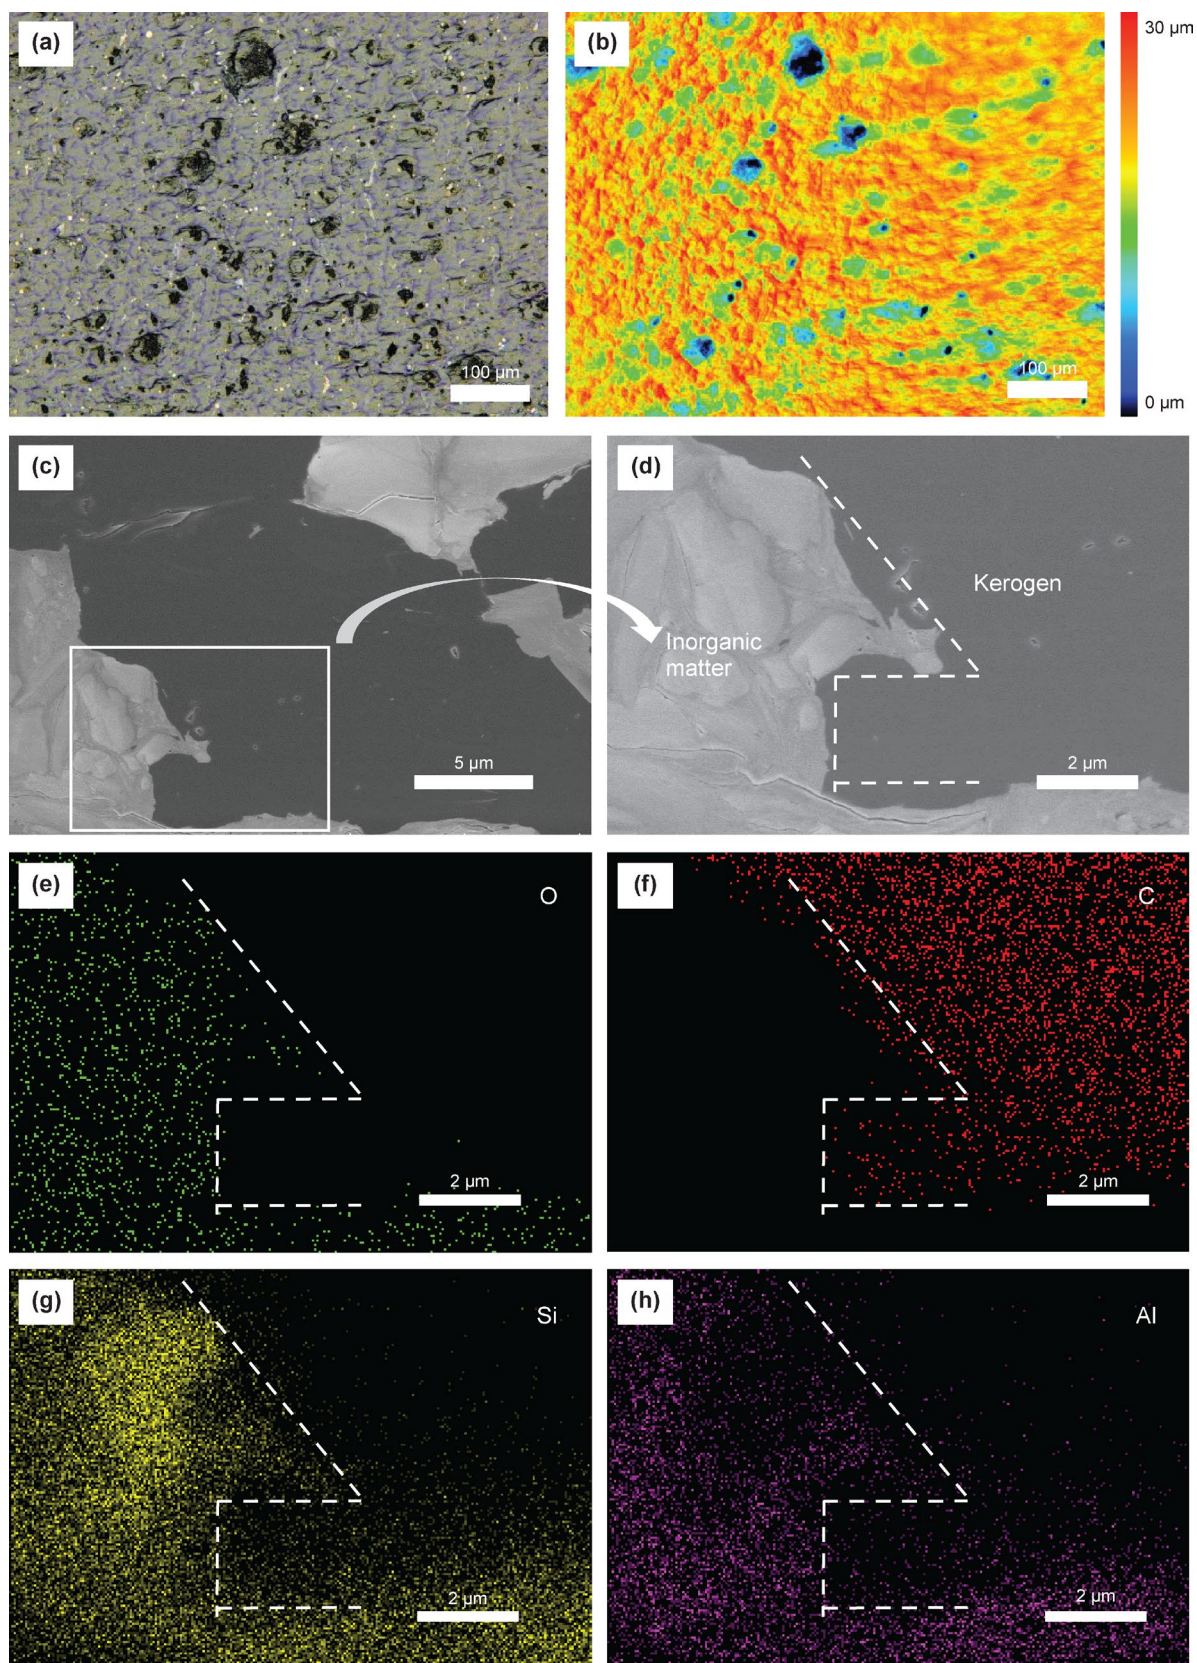 (a)
(b)
30 µm
100 µm
100 µm
0 µm
(c)
(d)
Kerogen
Inorganic
matter
5 µm
2 µm
(e)
O
(f)
C
2 µm
2 µm
(g)
Si
(h)
Al
2 µm
2 µm